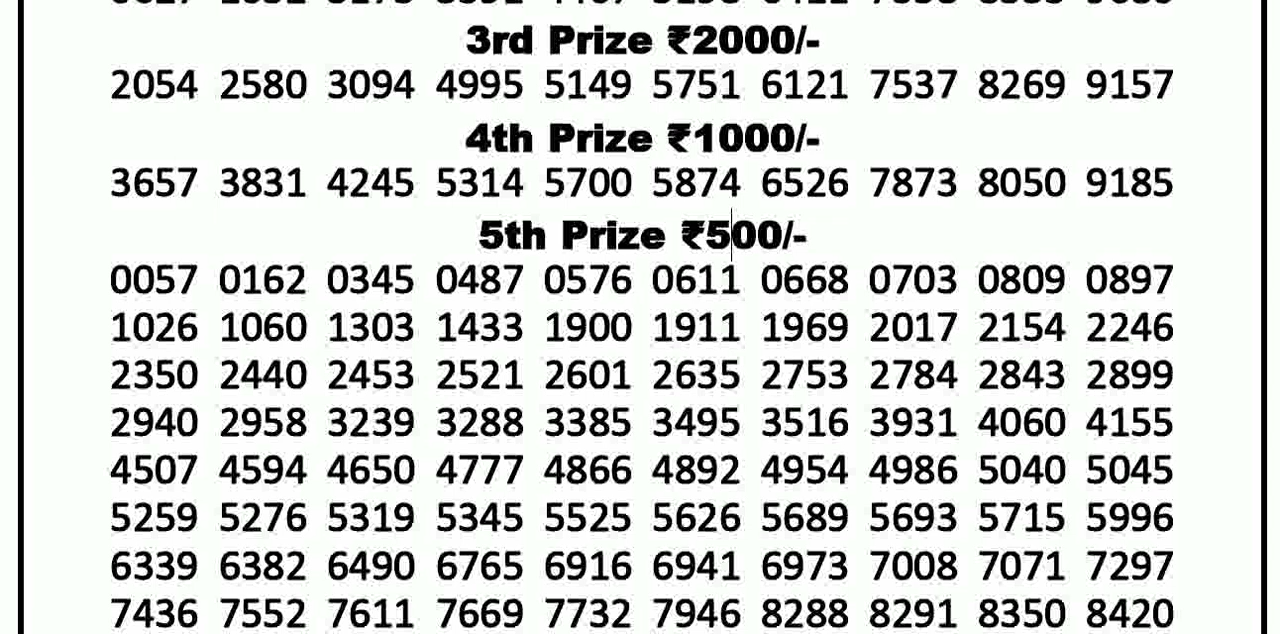 3rd Prize ₹2000/-
2054 2580 3094 4995 5149 5751 6121 7537 8269 9157
4th Prize ₹1000/-
3657 3831 4245 5314 5700 5874 6526 7873 8050 9185
5th Prize ₹500/-
0057 0162 0345 0487 0576 0611 0668 0703 0809 0897
1026 1060 1303 1433 1900 1911 1969 2017 2154 2246
2350 2440 2453 2521 2601 2635 2753 2784 2843 2899
2940 2958 3239 3288 3385 3495 3516 3931 4060 4155
4507 4594 4650 4777 4866 4892 4954 4986 5040 5045
5259 5276 5319 5345 5525 5626 5689 5693 5715 5996
6339 6382 6490 6765 6916 6941 6973 7008 7071 7297
7436 7552 7611 7669 7732 7946 8288 8291 8350 8420